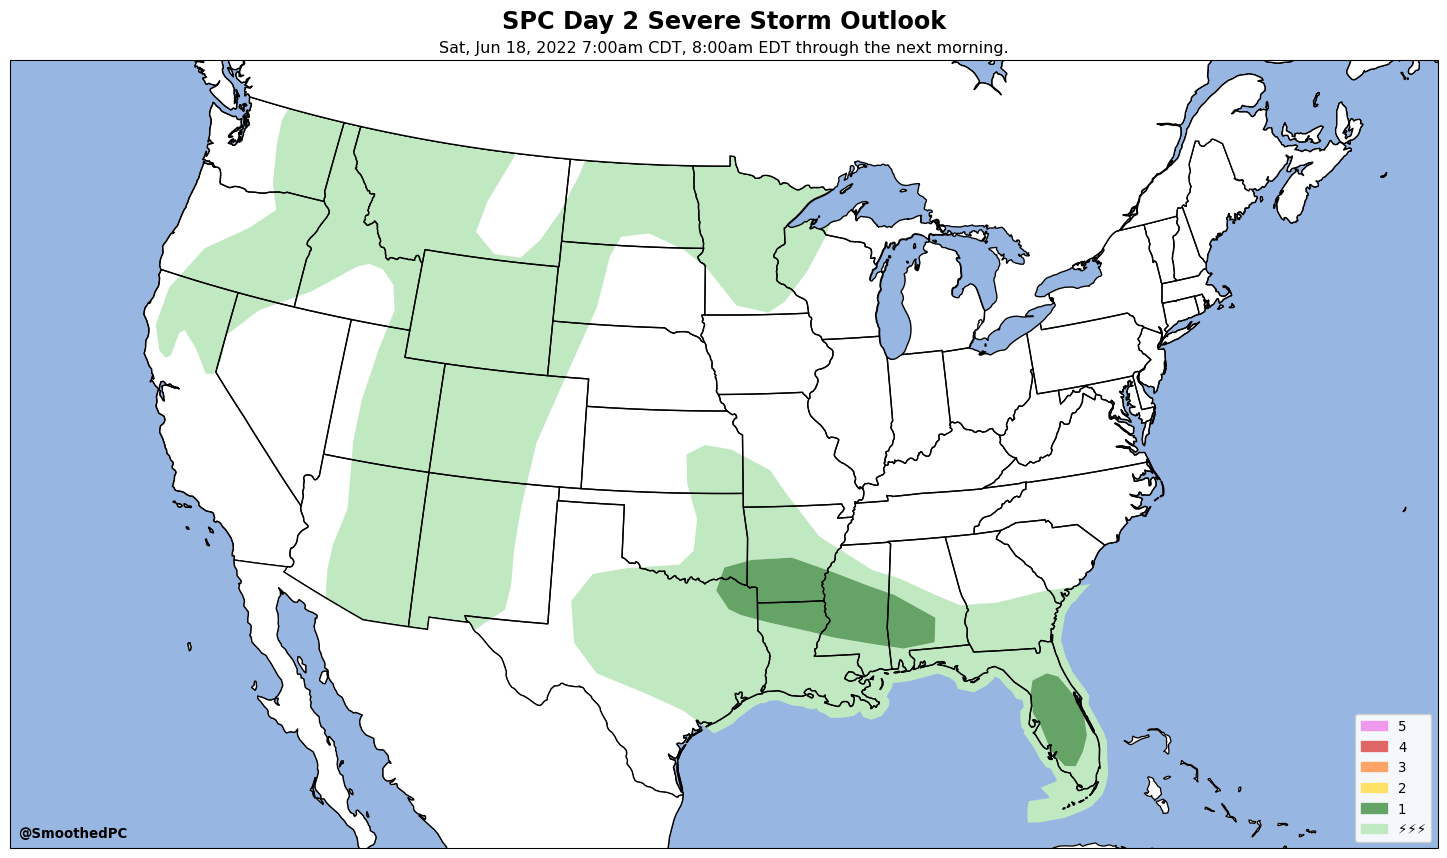 SPC Day 2 Severe Storm Outlook
Sat, Jun 18, 2022 7:00am CDT, 8:00am EDT through the next morning.
5
4
3
2
1
⚡⚡⚡
@SmoothedPC